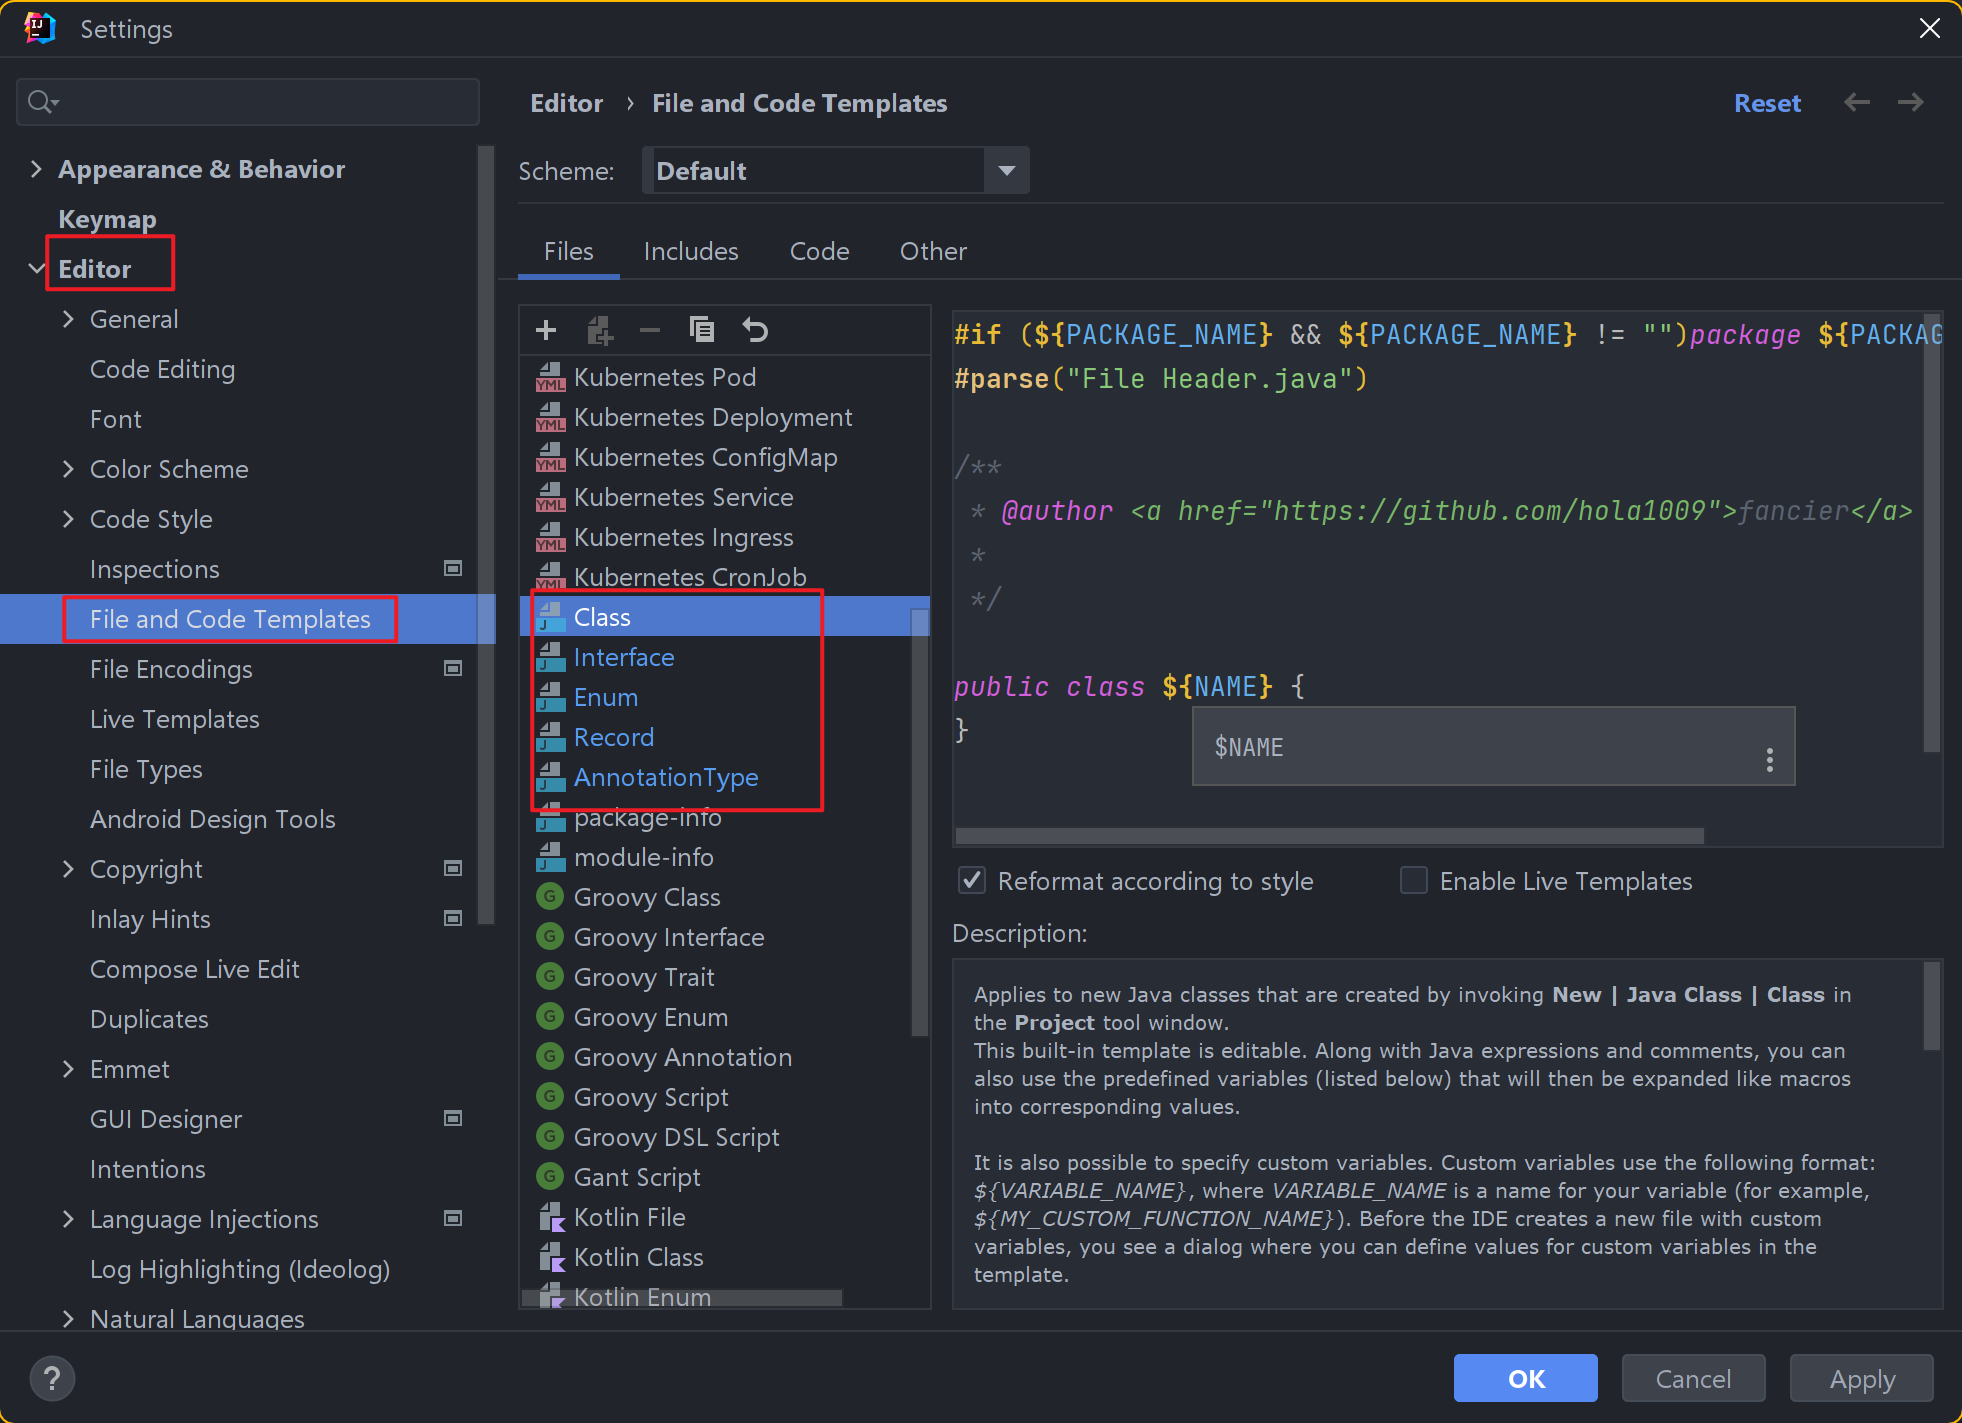 Settings
Appearance & Behavior
Keymap
Editor
General
Code Editing
Font
Color Scheme
Code Style
Inspections
File and Code Templates
File Encodings
Live Templates
File Types
Android Design Tools
Copyright
Inlay Hints
Compose Live Edit
Duplicates
Emmet
GUI Designer
Intentions
Language Injections
Log Highlighting (Ideolog)
Natural Languages
Editor › File and Code Templates
Reset
Scheme: Default
Files Includes Code Other
Kubernetes Pod
Kubernetes Deployment
Kubernetes ConfigMap
Kubernetes Service
Kubernetes Ingress
Kubernetes CronJob
Class
Interface
Enum
Record
AnnotationType
package-info
module-info
Groovy Class
Groovy Interface
Groovy Trait
Groovy Enum
Groovy Annotation
Groovy Script
Groovy DSL Script
Gant Script
Kotlin File
Kotlin Class
Kotlin Enum
#if (${PACKAGE_NAME} && ${PACKAGE_NAME} != "")package ${PACKAG
#parse("File Header.java")
/**
* @author <a href="https://github.com/hola1009">fancier</a>
*
*/
public class ${NAME} {
}
$NAME
Reformat according to style
Enable Live Templates
Description:
Applies to new Java classes that are created by invoking New | Java Class | Class in
the Project tool window.
This built-in template is editable. Along with Java expressions and comments, you can
also use the predefined variables (listed below) that will then be expanded like macros
into corresponding values.
It is also possible to specify custom variables. Custom variables use the following format:
${VARIABLE_NAME}, where VARIABLE_NAME is a name for your variable (for example,
${MY_CUSTOM_FUNCTION_NAME}). Before the IDE creates a new file with custom
variables, you see a dialog where you can define values for custom variables in the
template.
?
OK
Cancel
Apply